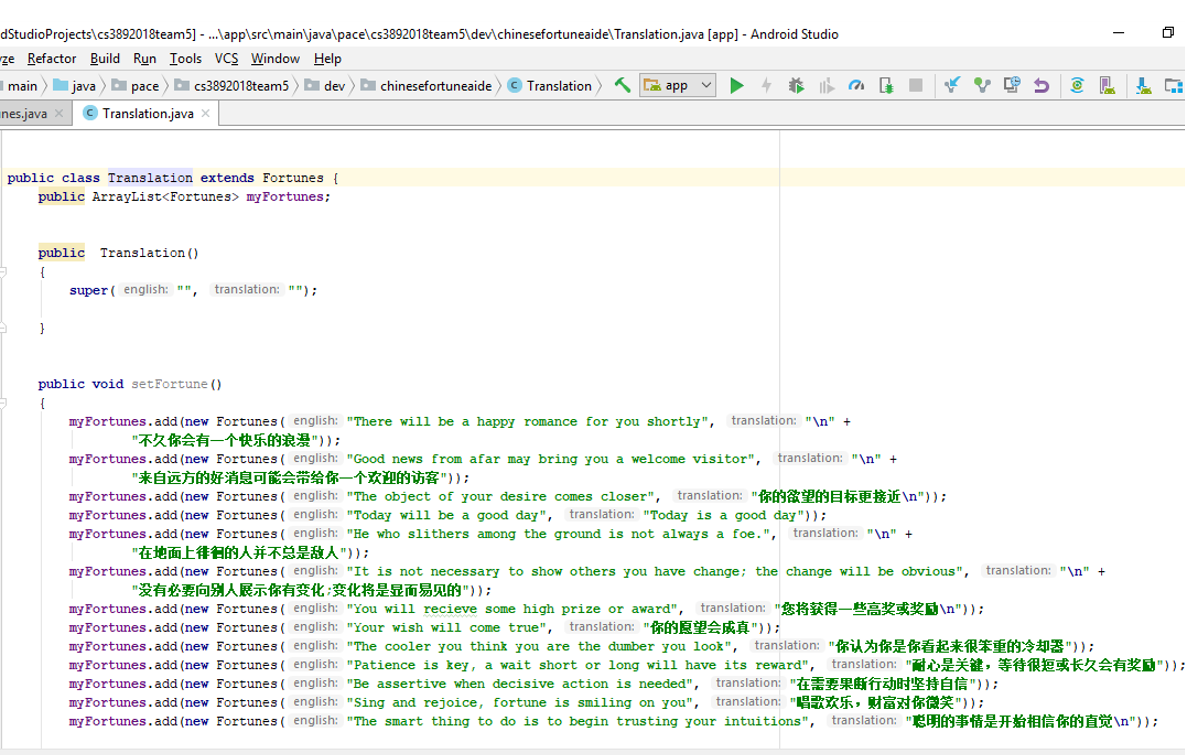 dStudioProjects\cs3892018team5] - ...\app\src\main\java\pace\cs3892018team5\dev\chinesefortuneaide\Translation.java [app] - Android Studio
ze Refactor Build Run Tools VCS Window Help
main java pace cs3892018team5 dev chinesefortuneaide Translation app
nes.java Translation.java
public class Translation extends Fortunes {
public ArrayList<Fortunes> myFortunes;
public Translation()
{
super( english: "", translation: "");
}
public void setFortune()
{
myFortunes.add(new Fortunes( english: "There will be a happy romance for you shortly", translation: "\n" +
"不久你会有一个快乐的浪漫"));
myFortunes.add(new Fortunes( english: "Good news from afar may bring you a welcome visitor", translation: "\n" +
"来自远方的好消息可能会带给你一个欢迎的访客"));
myFortunes.add(new Fortunes( english: "The object of your desire comes closer", translation: "你的欲望的目标更接近\n"));
myFortunes.add(new Fortunes( english: "Today will be a good day", translation: "Today is a good day"));
myFortunes.add(new Fortunes( english: "He who slithers among the ground is not always a foe.", translation: "\n" +
"在地面上徘徊的人并不总是敌人"));
myFortunes.add(new Fortunes( english: "It is not necessary to show others you have change; the change will be obvious", translation: "\n" +
"没有必要向别人展示你有变化;变化将是显而易见的"));
myFortunes.add(new Fortunes( english: "You will recieve some high prize or award", translation: "您将获得一些高奖或奖励\n"));
myFortunes.add(new Fortunes( english: "Your wish will come true", translation: "你的愿望会成真"));
myFortunes.add(new Fortunes( english: "The cooler you think you are the dumber you look", translation: "你认为你是你看起来很笨重的冷却器"));
myFortunes.add(new Fortunes( english: "Patience is key, a wait short or long will have its reward", translation: "耐心是关键，等待很短或长久会有奖励"));
myFortunes.add(new Fortunes( english: "Be assertive when decisive action is needed", translation: "在需要果断行动时坚持自信"));
myFortunes.add(new Fortunes( english: "Sing and rejoice, fortune is smiling on you", translation: "唱歌欢乐，财富对你微笑"));
myFortunes.add(new Fortunes( english: "The smart thing to do is to begin trusting your intuitions", translation: "聪明的事情是开始相信你的直觉\n"));